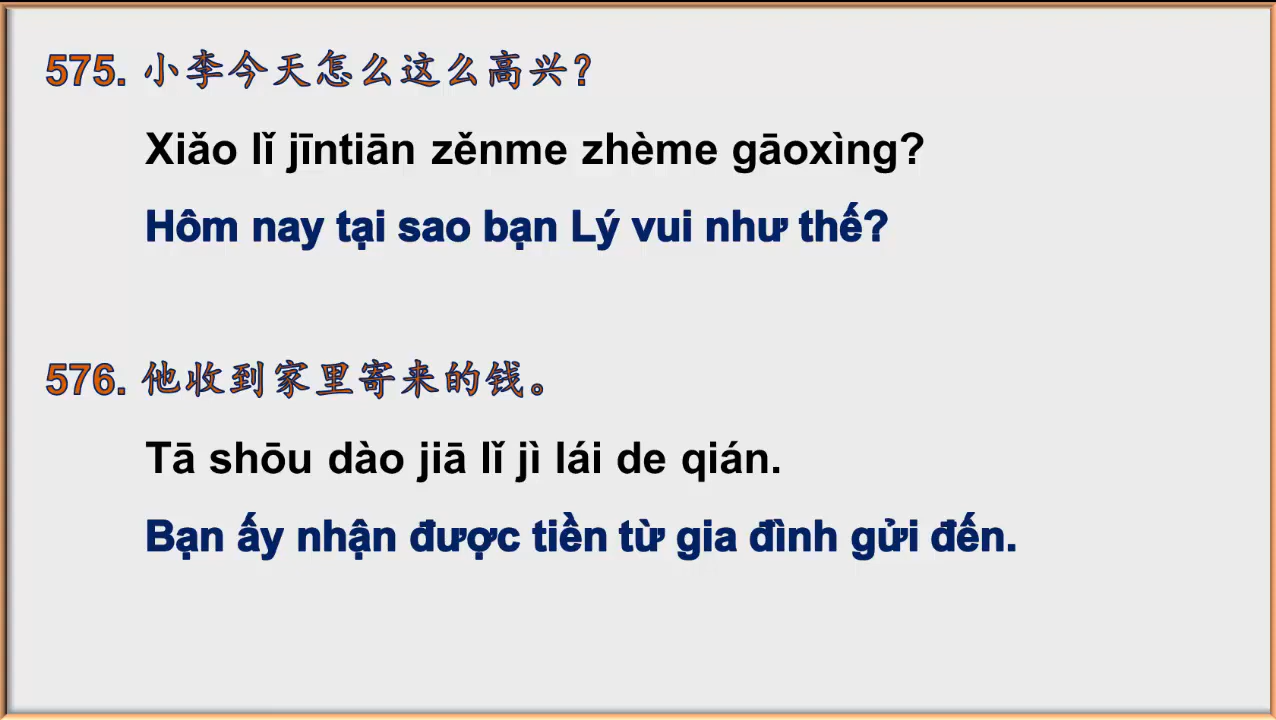 575. 小李今天怎么这么高兴？
Xiǎo lǐ jīntiān zěnme zhème gāoxìng?
Hôm nay tại sao bạn Lý vui như thế?
576. 他收到家里寄来的钱。
Tā shōu dào jiā lǐ jì lái de qián.
Bạn ấy nhận được tiền từ gia đình gửi đến.